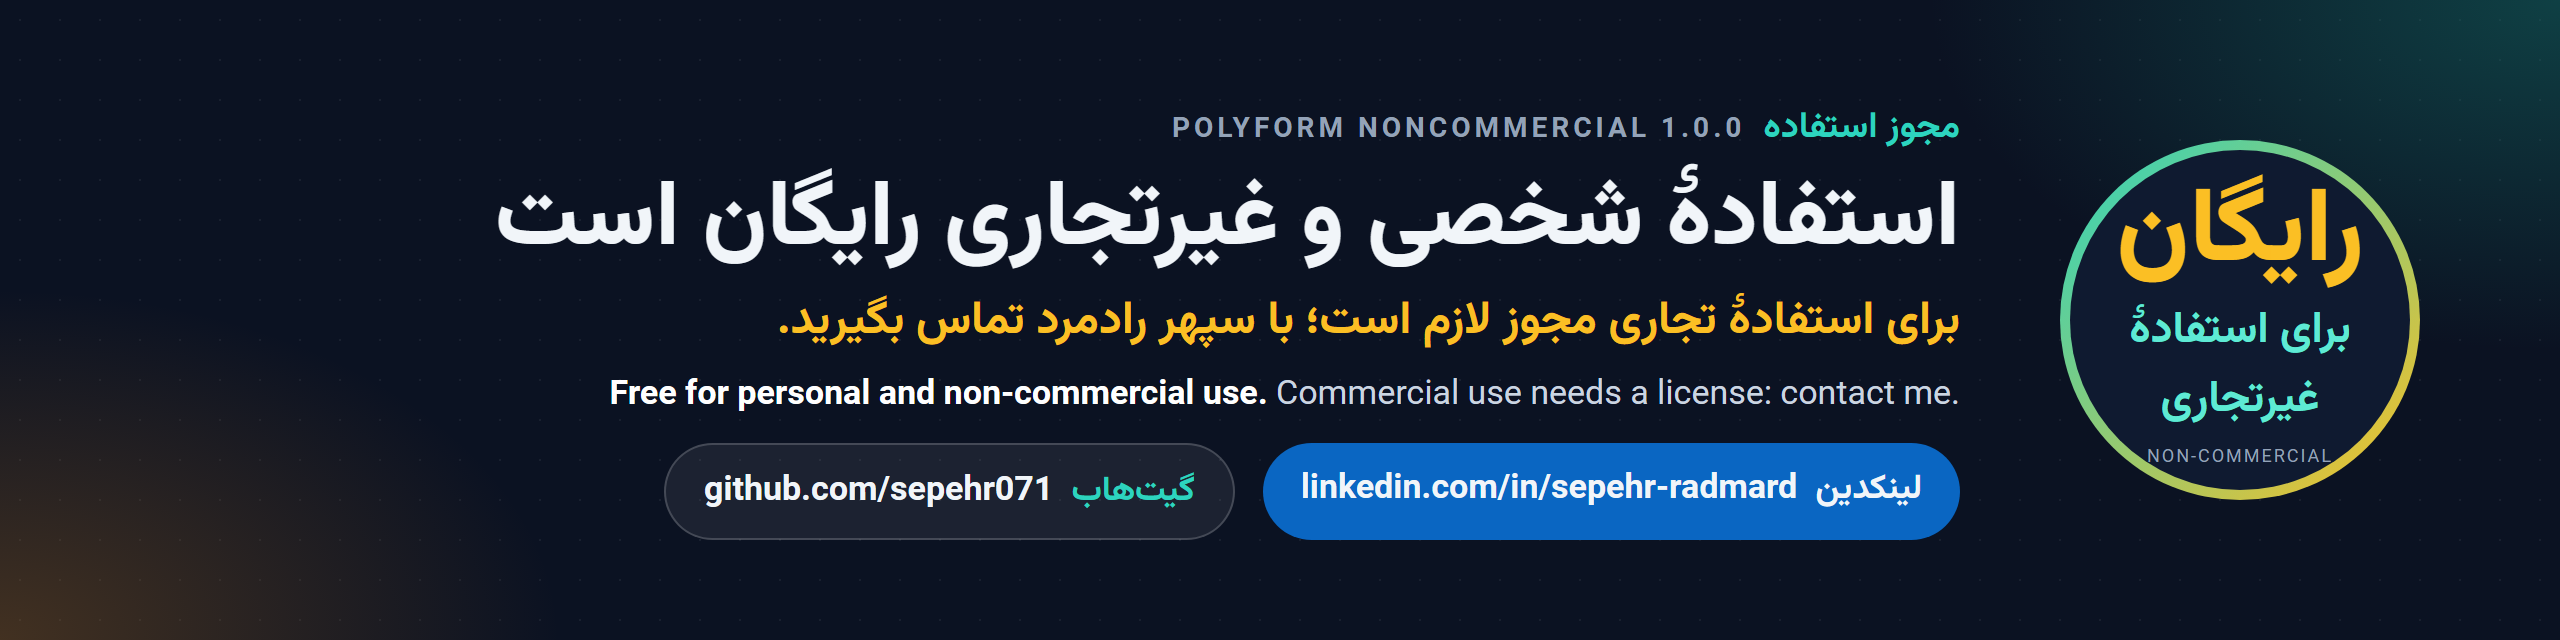 مجوز استفاده POLYFORM NONCOMMERCIAL 1.0.0
استفادهٔ شخصی و غیرتجاری رایگان است
برای استفادهٔ تجاری مجوز لازم است؛ با سپهر رادمرد تماس بگیرید.
Free for personal and non-commercial use. Commercial use needs a license: contact me.
لینکدین linkedin.com/in/sepehr-radmard
گیت‌هاب github.com/sepehr071
رایگان
برای استفادهٔ
غیرتجاری
NON-COMMERCIAL